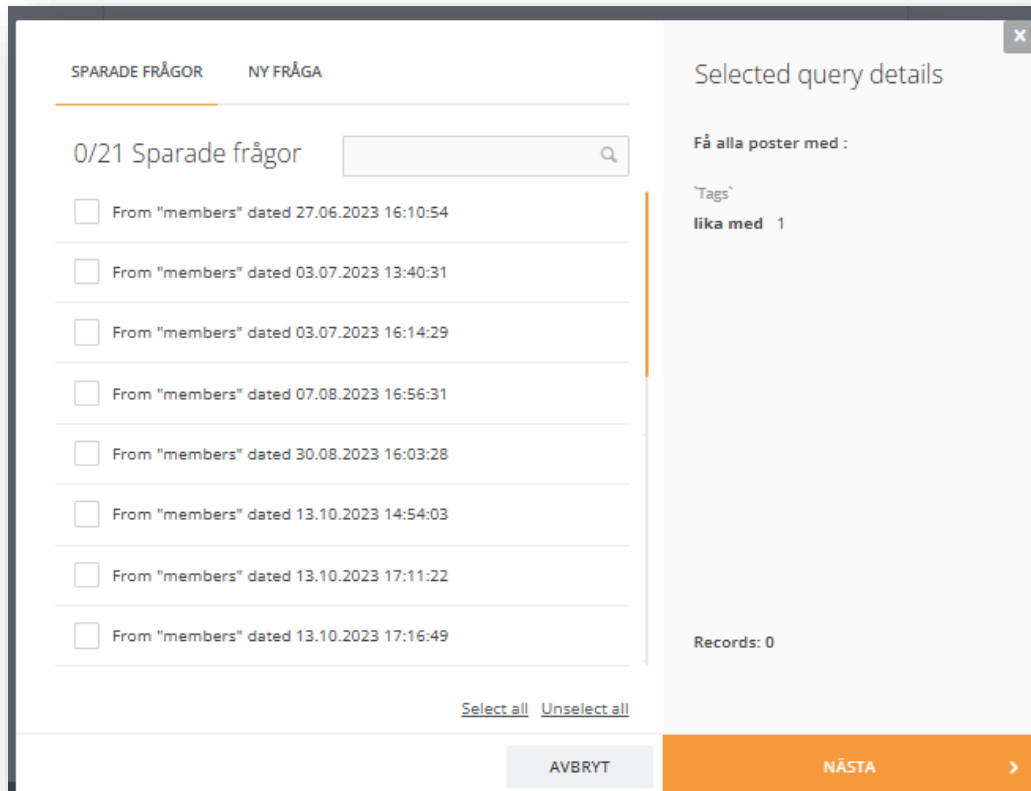 SPARADE FRÅGOR NY FRÅGA
0/21 Sparade frågor
From "members" dated 27.06.2023 16:10:54
From "members" dated 03.07.2023 13:40:31
From "members" dated 03.07.2023 16:14:29
From "members" dated 07.08.2023 16:56:31
From "members" dated 30.08.2023 16:03:28
From "members" dated 13.10.2023 14:54:03
From "members" dated 13.10.2023 17:11:22
From "members" dated 13.10.2023 17:16:49
Select all Unselect all
AVBRYT
Selected query details
Få alla poster med :
`Tags`
lika med 1
Records: 0
NÄSTA